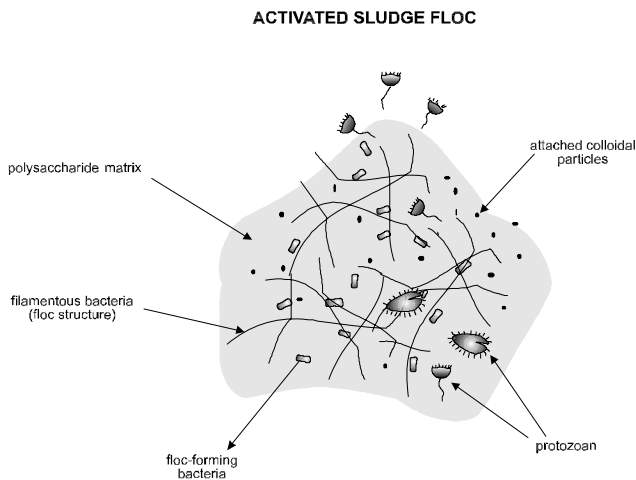 ACTIVATED SLUDGE FLOC
attached colloidal
particles
polysaccharide matrix
filamentous bacteria
(floc structure)
protozoan
floc-forming
bacteria